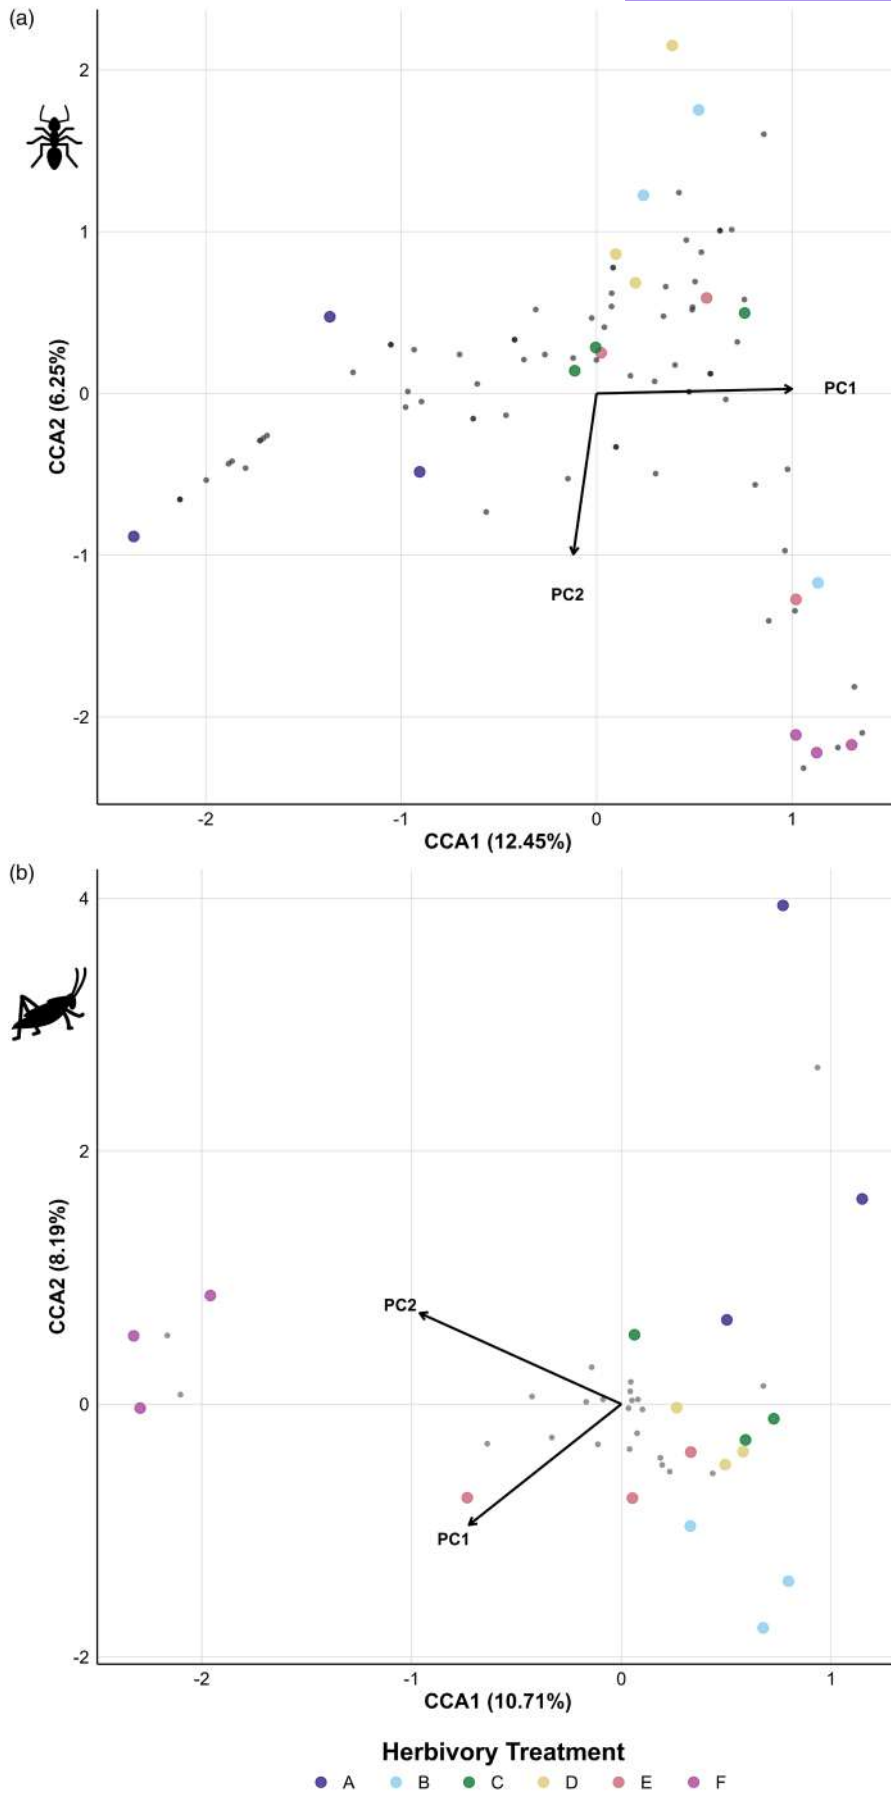 (a)
2
1
0
-1
-2
CCA2 (6.25%)
PC1
PC2
-2 -1 0 1
CCA1 (12.45%)
(b)
4
2
0
-2
CCA2 (8.19%)
PC2
PC1
-2 -1 0 1
CCA1 (10.71%)
Herbivory Treatment
A B C D E F